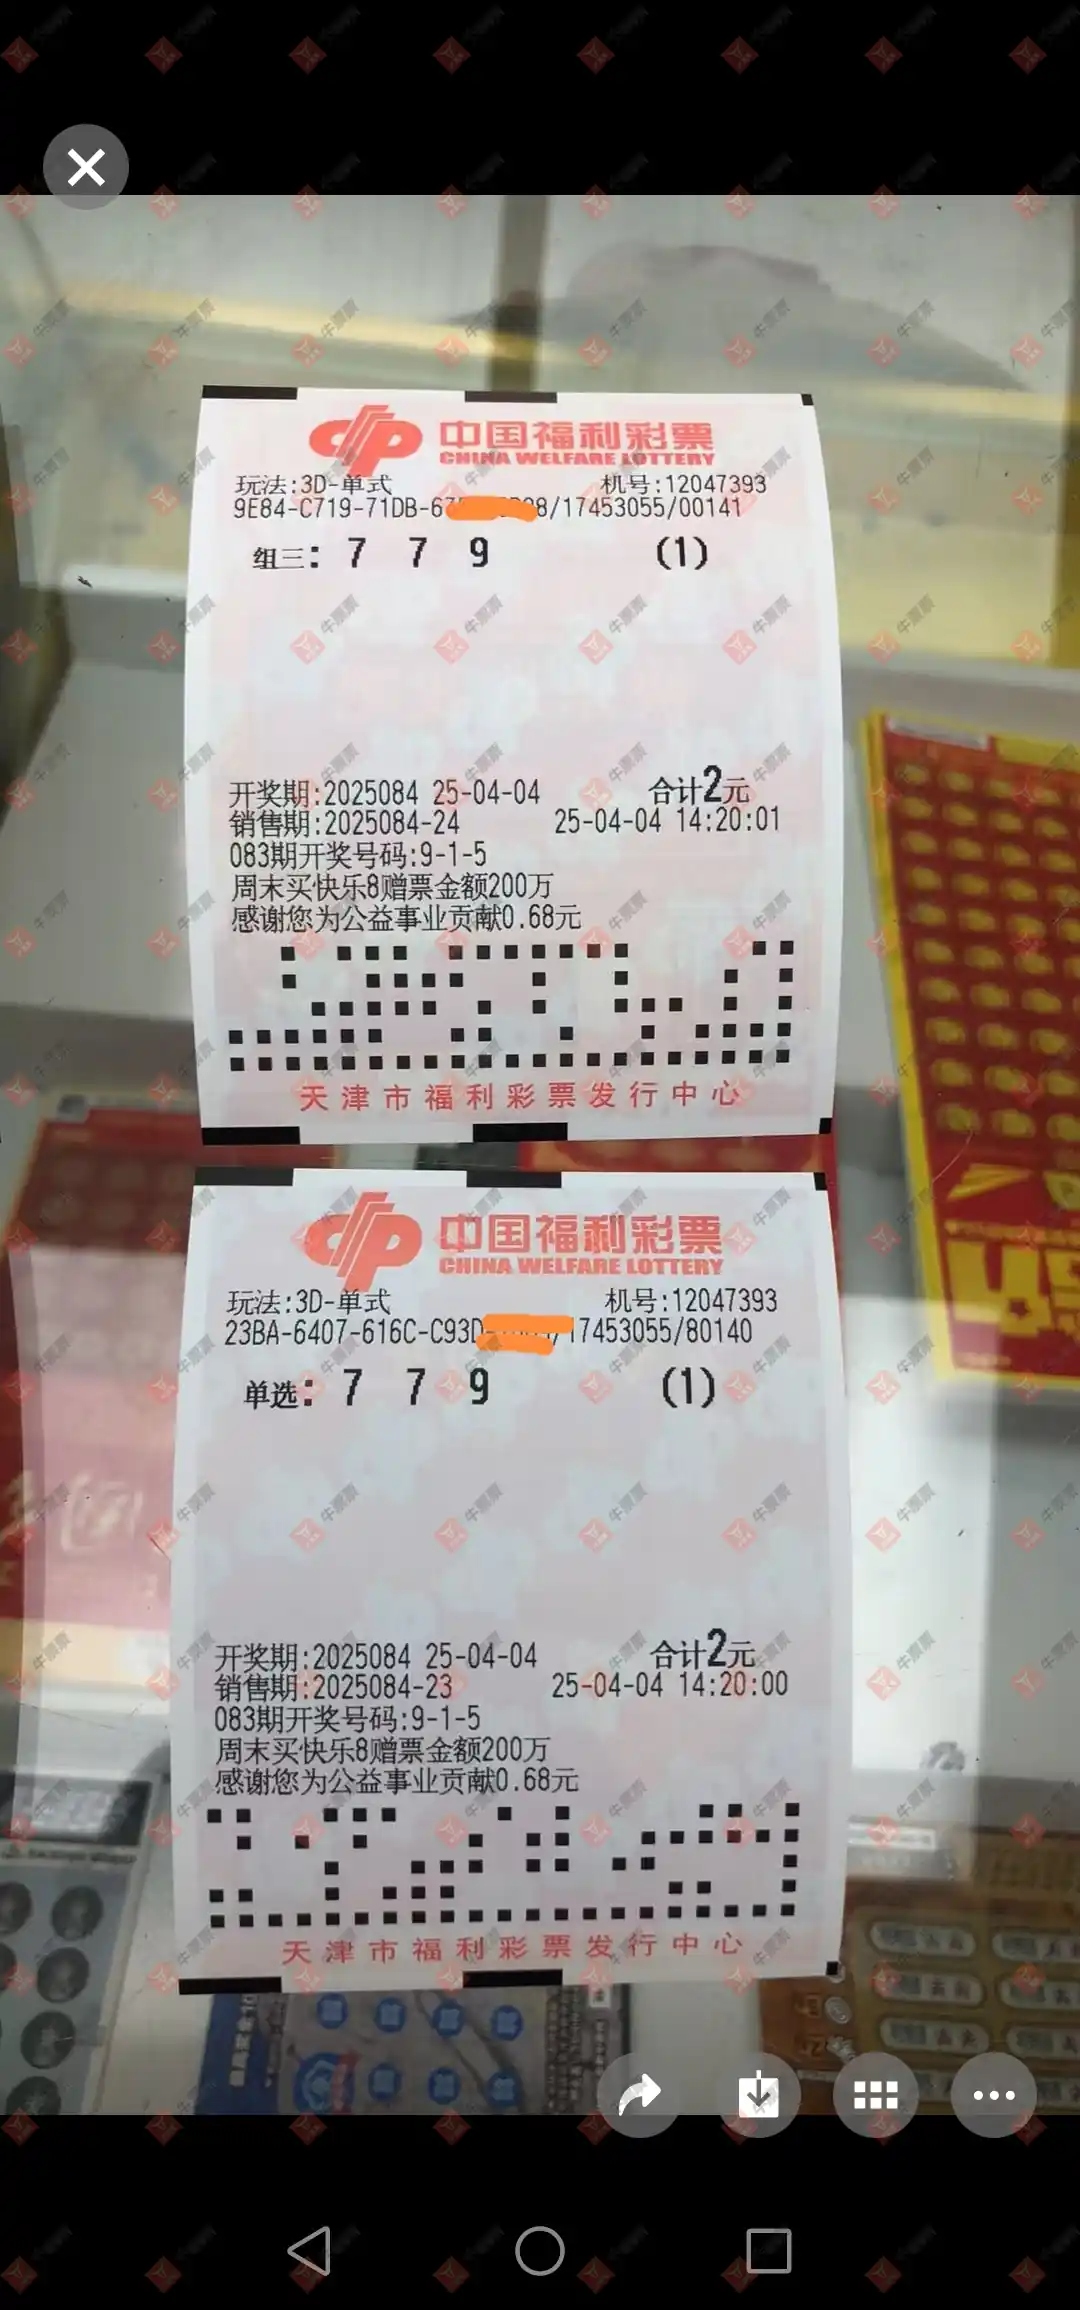 中国福利彩票
CHINA WELFARE LOTTERY
玩法:3D-单式 机号:12047393
9E84-C719-71DB-6 8/17453055/00141
组三: 7 7 9 (1)
开奖期:2025084 25-04-04 合计2元
销售期:2025084-24 25-04-04 14:20:01
083期开奖号码:9-1-5
周末买快乐8赠票金额200万
感谢您为公益事业贡献0.68元
天津市福利彩票发行中心
中国福利彩票
CHINA WELFARE LOTTERY
玩法:3D-单式 机号:12047393
23BA-6407-616C-C93D- /17453055/80140
单选: 7 7 9 (1)
开奖期:2025084 25-04-04 合计2元
销售期:2025084-23 25-04-04 14:20:00
083期开奖号码:9-1-5
周末买快乐8赠票金额200万
感谢您为公益事业贡献0.68元
天津市福利彩票发行中心
牛票票